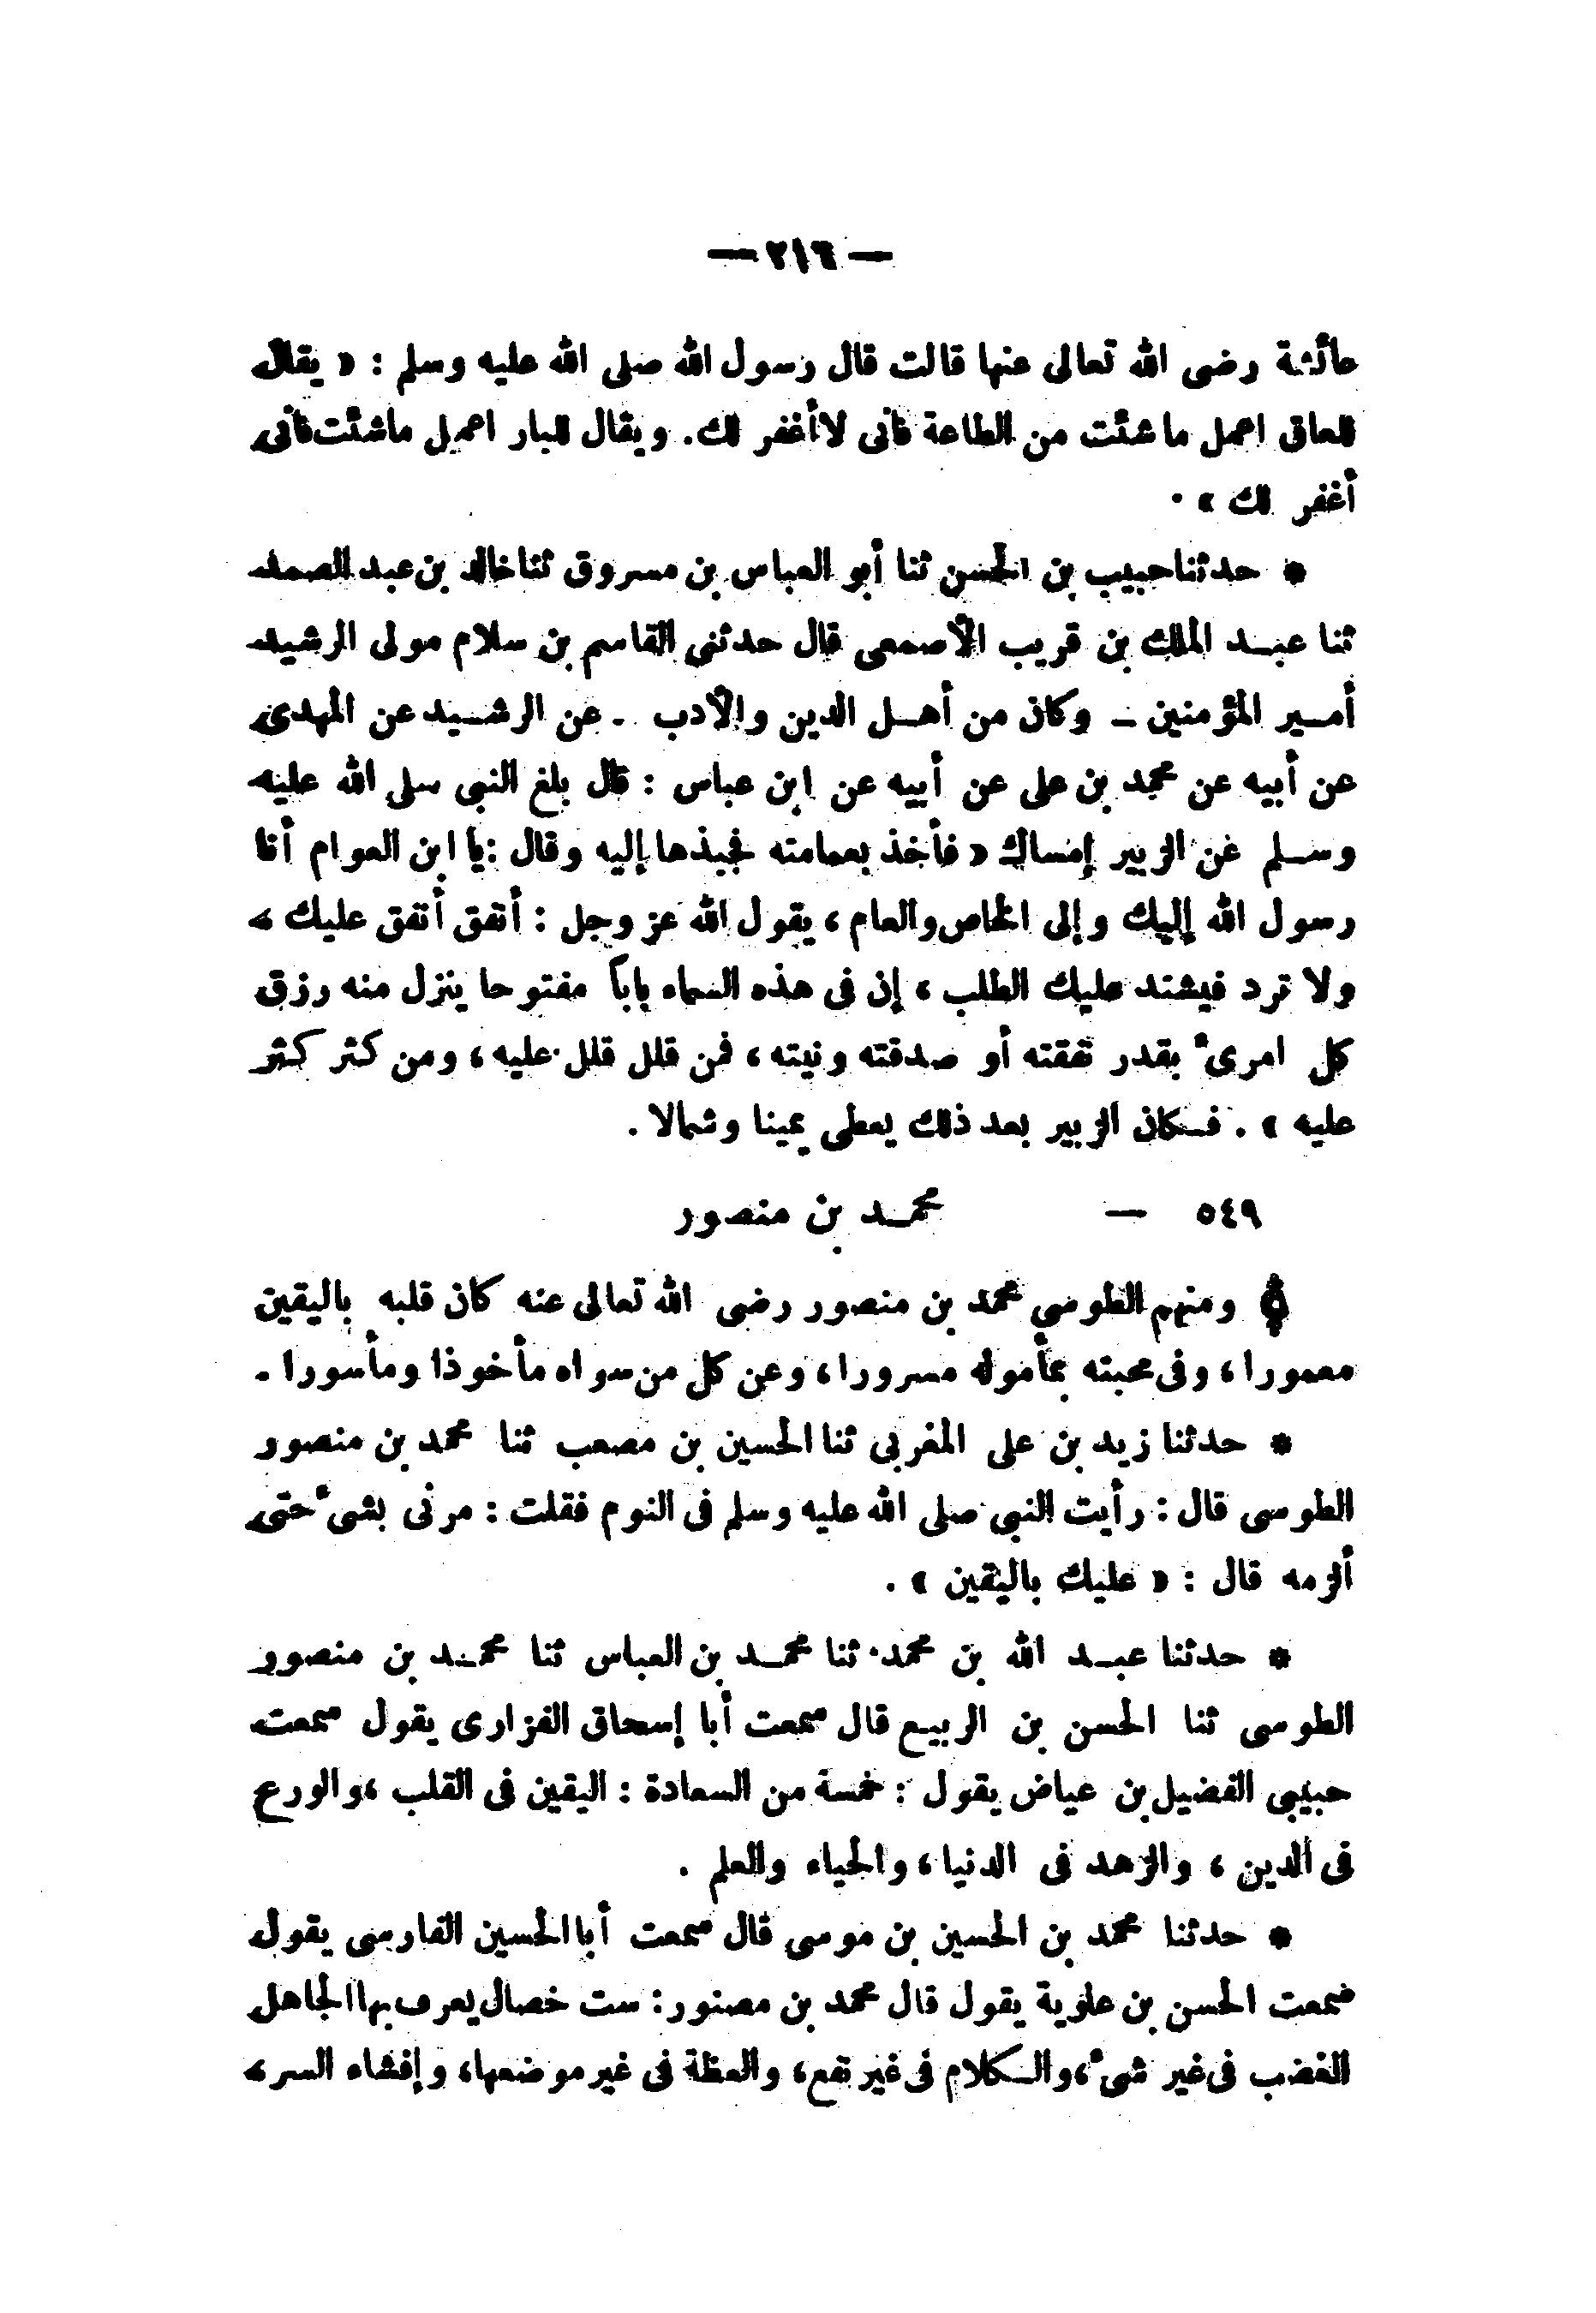 — ٢١٦ —
عائشة رضى الله تعالى عنها قالت قال رسول الله صلى الله عليه وسلم : « يقال
للعاق اعمل ما شئت من الطاعة فانى لا أغفر لك . ويقال للبار اعمل ماشئت فانى
أغفر لك » .
* حدثنا حبيب بن الحسن ثنا أبو العباس بن مسروق ثنا خالد بن عبد الصمد
ثنا عبد الملك بن قريب الأصمعى قال حدثنى القاسم بن سلام مولى الرشيد
أمير المؤمنين - وكان من أهل الدين والأدب - عن الرشيد عن المهدى
عن أبيه عن محمد بن على عن أبيه عن ابن عباس : قال بلغ النبى صلى الله عليه
وسلم عن الزبير إمساك « فأخذ بعمامته فجبذها إليه وقال : يا ابن العوام أنا
رسول الله إليك وإلى الخاص والعام ، يقول الله عز وجل : أنفق أنفق عليك ،
ولا ترد فيشتد عليك الطلب ، إن فى هذه السماء باباً مفتوحا ينزل منه رزق
كل امرىء بقدر نفقته أو صدقته ونيته ، فمن قلل قلل عليه ، ومن كثر كثر
عليه » . فكان الزبير بعد ذلك يعطى يمينا وشمالا .
٥٤٩ — محمد بن منصور
ومنهم الطوسى محمد بن منصور رضى الله تعالى عنه كان قلبه باليقين
معمورا ، وفى محبته بمأموله مسرورا ، وعن كل من سواه مأخوذا ومأسورا .
* حدثنا زيد بن على المغربى ثنا الحسين بن مصعب ثنا محمد بن منصور
الطوسى قال : رأيت النبى صلى الله عليه وسلم فى النوم فقلت : مرنى بشىء حتى
ألزمه قال : « عليك باليقين » .
* حدثنا عبد الله بن محمد ثنا محمد بن العباس ثنا محمد بن منصور
الطوسى ثنا الحسن بن الربيع قال سمعت أبا إسحاق الفزارى يقول سمعت
حبيبى الفضيل بن عياض يقول : خمسة من السعادة : اليقين فى القلب ، والورع
فى الدين ، والزهد فى الدنيا ، والحياء والعلم .
* حدثنا محمد بن الحسين بن موسى قال سمعت أبا الحسين الفارسى يقول
سمعت الحسن بن علوية يقول قال محمد بن مصنور : ست خصال يعرف بها الجاهل
الغضب فى غير شىء ، والكلام فى غير نفع ، والعظة فى غير موضعها ، وإفشاء السر ،